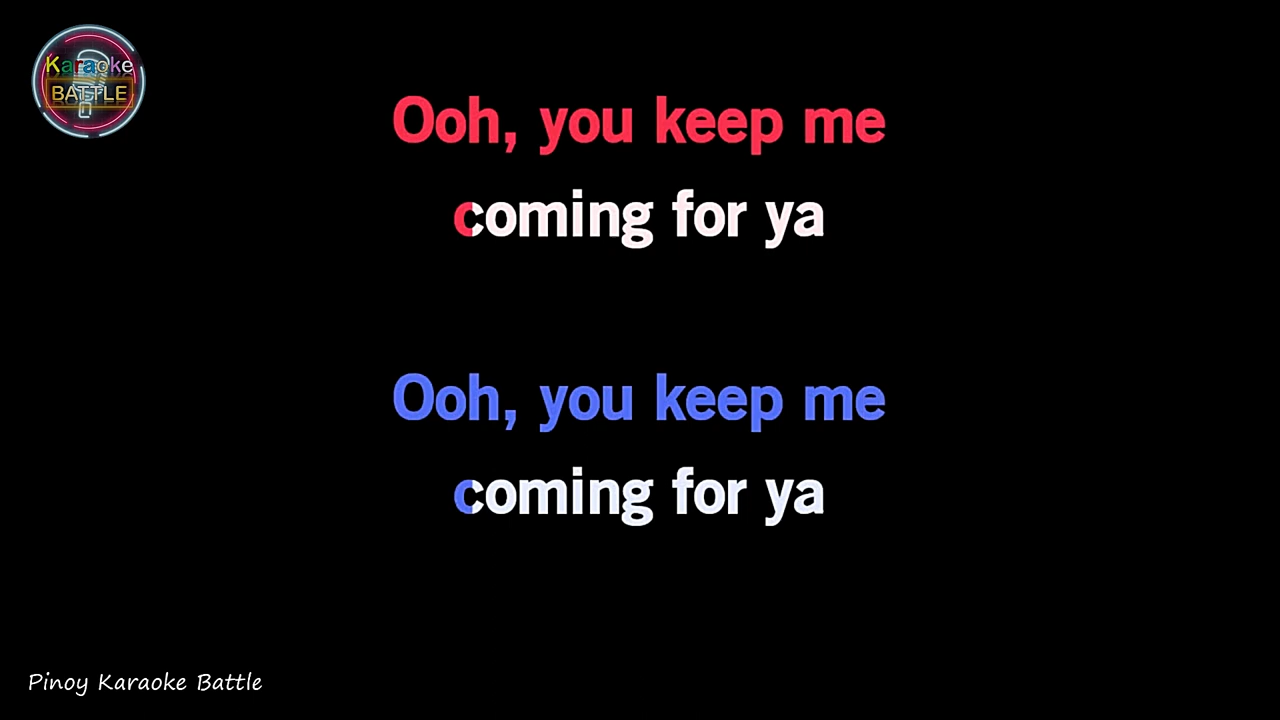 Karaoke
BATTLE
Ooh, you keep me
coming for ya
Ooh, you keep me
coming for ya
Pinoy Karaoke Battle